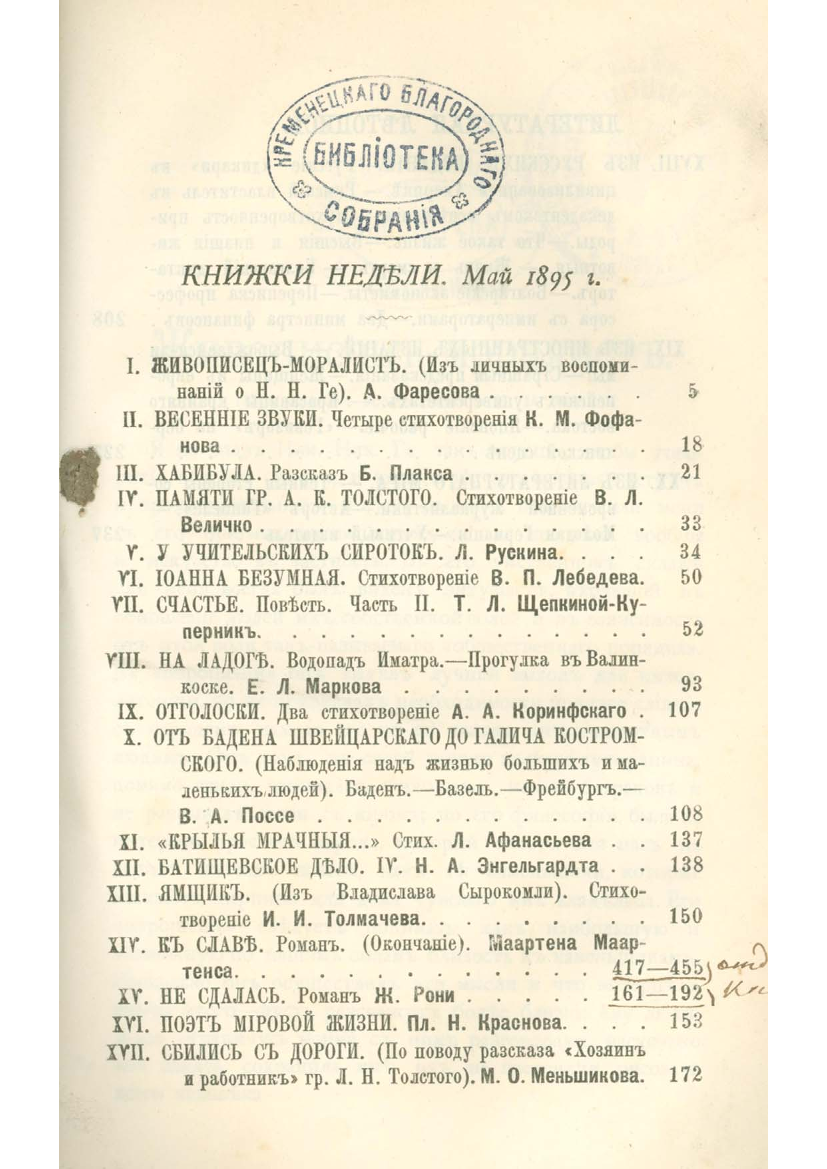 КРЕМЕНЕЦКАГО БЛАГОРОДНАГО
БИБЛІОТЕКА
СОБРАНІЯ
КНИЖКИ НЕДѢЛИ. Май 1895 г.
I. ЖИВОПИСЕЦЪ-МОРАЛИСТЪ. (Изъ личныхъ воспоми-
наній о Н. Н. Ге). А. Фаресова . . . . . . 5
II. ВЕСЕННІЕ ЗВУКИ. Четыре стихотворенія К. М. Фофа-
нова . . . . . . . . . . . . . . . 18
III. ХАБИБУЛА. Разсказъ Б. Плакса . . . . . . . 21
IV. ПАМЯТИ ГР. А. К. ТОЛСТОГО. Стихотвореніе В. Л.
Величко . . . . . . . . . . . . . . 33
V. У УЧИТЕЛЬСКИХЪ СИРОТОКЪ. Л. Рускина. . . . 34
VI. ІОАННА БЕЗУМНАЯ. Стихотвореніе В. П. Лебедева. 50
VII. СЧАСТЬЕ. Повѣсть. Часть II. Т. Л. Щепкиной-Ку-
перникъ. . . . . . . . . . . . . . 52
VIII. НА ЛАДОГѢ. Водопадъ Иматра.—Прогулка въ Валин-
коске. Е. Л. Маркова . . . . . . . . . 93
IX. ОТГОЛОСКИ. Два стихотвореніе А. А. Коринфскаго . 107
X. ОТЪ БАДЕНА ШВЕЙЦАРСКАГО ДО ГАЛИЧА КОСТРОМ-
СКОГО. (Наблюденія надъ жизнью большихъ и ма-
ленькихъ людей). Баденъ.—Базель.—Фрейбургъ.—
В. А. Поссе . . . . . . . . . . . . 108
XI. «КРЫЛЬЯ МРАЧНЫЯ...» Стих. Л. Афанасьева . . 137
XII. БАТИЩЕВСКОЕ ДѢЛО. IV. Н. А. Энгельгардта . . 138
XIII. ЯМЩИКЪ. (Изъ Владислава Сырокомли). Стихо-
твореніе И. И. Толмачева. . . . . . . . . 150
XIV. КЪ СЛАВѢ. Романъ. (Окончаніе). Маартена Маар-
тенса. . . . . . . . . . . . . 417—455
XV. НЕ СДАЛАСЬ. Романъ Ж. Рони . . . . . 161—192
XVI. ПОЭТЪ МІРОВОЙ ЖИЗНИ. Пл. Н. Краснова. . . . 153
XVII. СБИЛИСЬ СЪ ДОРОГИ. (По поводу разсказа «Хозяин
и работникъ» гр. Л. Н. Толстого). М. О. Меньшикова. 172